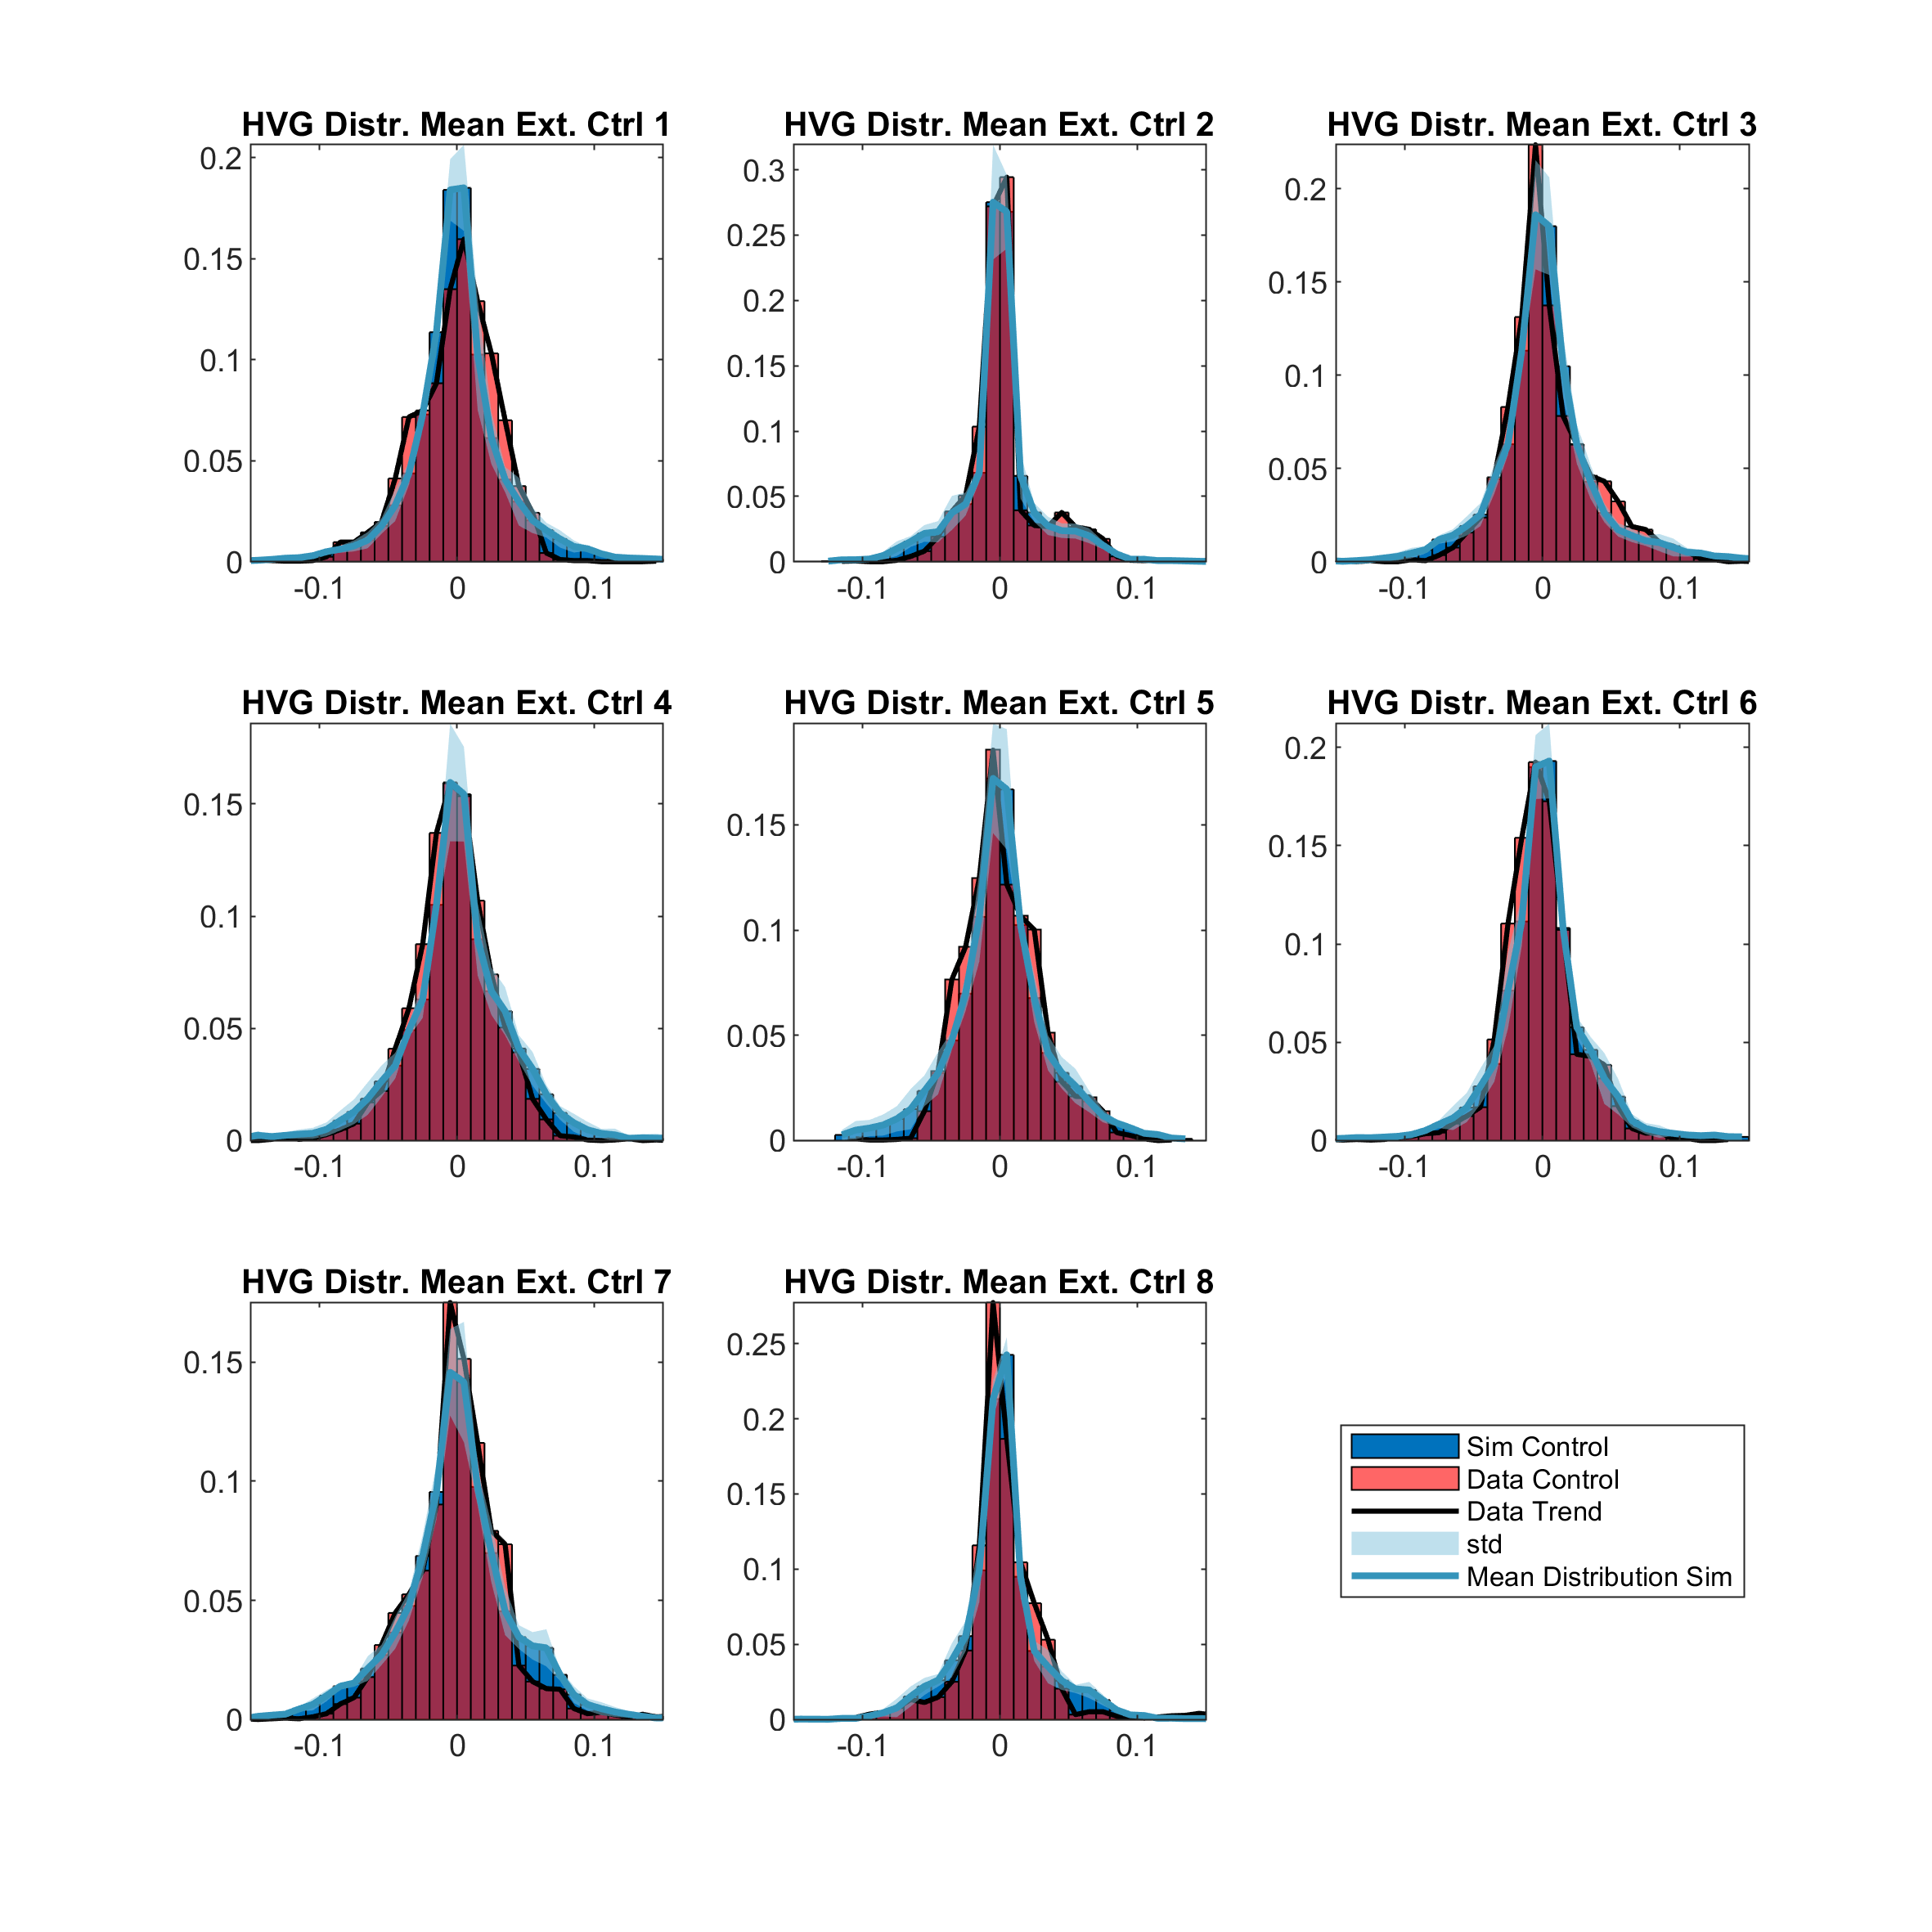 HVG Distr. Mean Ext. Ctrl 1
0.2
0.15
0.1
0.05
0
-0.1 0 0.1
HVG Distr. Mean Ext. Ctrl 2
0.3
0.25
0.2
0.15
0.1
0.05
0
-0.1 0 0.1
HVG Distr. Mean Ext. Ctrl 3
0.2
0.15
0.1
0.05
0
-0.1 0 0.1
HVG Distr. Mean Ext. Ctrl 4
0.15
0.1
0.05
0
-0.1 0 0.1
HVG Distr. Mean Ext. Ctrl 5
0.15
0.1
0.05
0
-0.1 0 0.1
HVG Distr. Mean Ext. Ctrl 6
0.2
0.15
0.1
0.05
0
-0.1 0 0.1
HVG Distr. Mean Ext. Ctrl 7
0.15
0.1
0.05
0
-0.1 0 0.1
HVG Distr. Mean Ext. Ctrl 8
0.25
0.2
0.15
0.1
0.05
0
-0.1 0 0.1
Sim Control
Data Control
Data Trend
std
Mean Distribution Sim